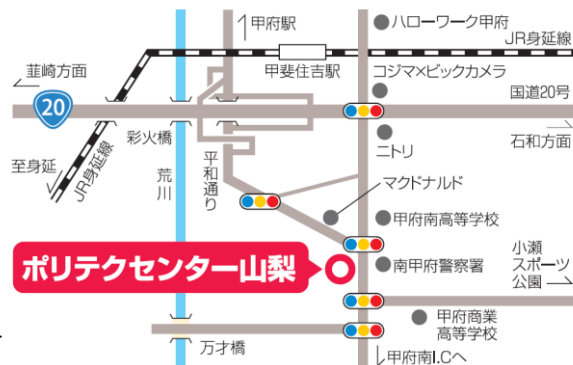 甲府駅
ハローワーク甲府
JR身延線
甲斐住吉駅
コジマ×ビックカメラ
韮崎方面
国道20号
20
彩火橋
石和方面
ニトリ
至身延
JR身延線
荒川
平和通り
マクドナルド
甲府南高等学校
ポリテクセンター山梨
南甲府警察署
小瀬
スポーツ
公園
甲府商業
高等学校
万才橋
甲府南I.Cへ